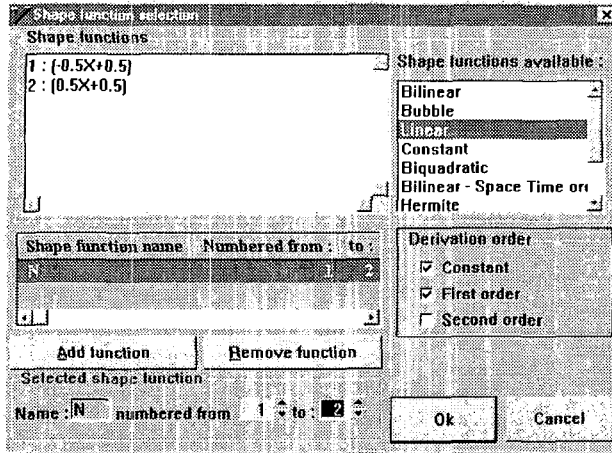 Shape function selection
Shape functions
1 : (-0.5X+0.5)
2 : (0.5X+0.5)
Shape functions available :
Bilinear
Bubble
Linear
Constant
Biquadratic
Bilinear - Space Time ord
Hermite
Shape function name Numbered from : to :
N 1 2
Derivation order
Constant
First order
Second order
Add function Remove function
Selected shape function
Name : N numbered from 1 to : 2
Ok Cancel